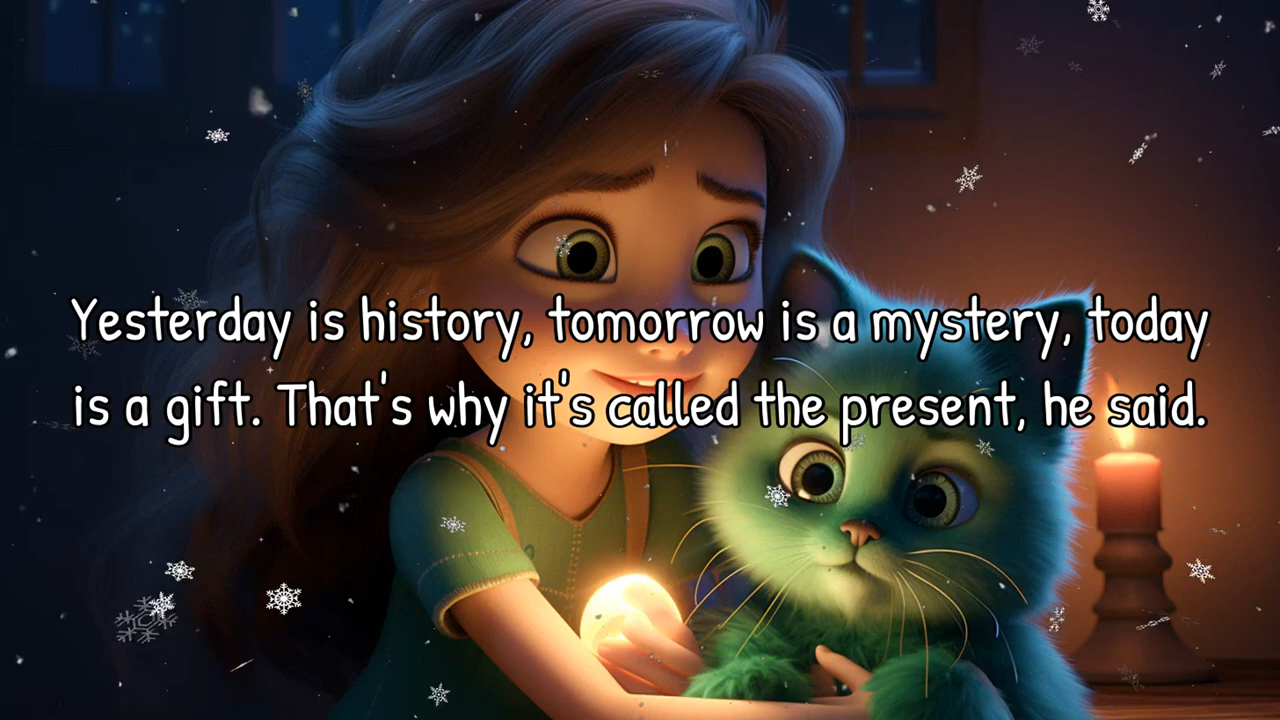 Yesterday is history, tomorrow is a mystery, today
is a gift. That's why it's called the present, he said.